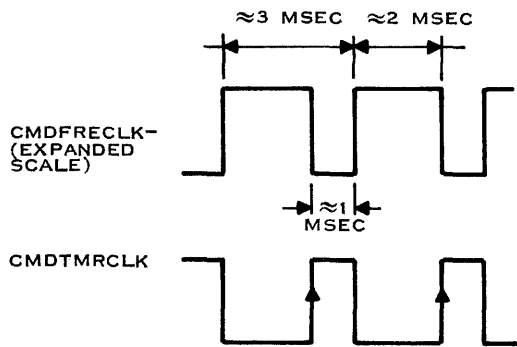 ≈3 MSEC
≈2 MSEC
CMDFRECLK-
(EXPANDED
SCALE)
≈1
MSEC
CMDTMRCLK